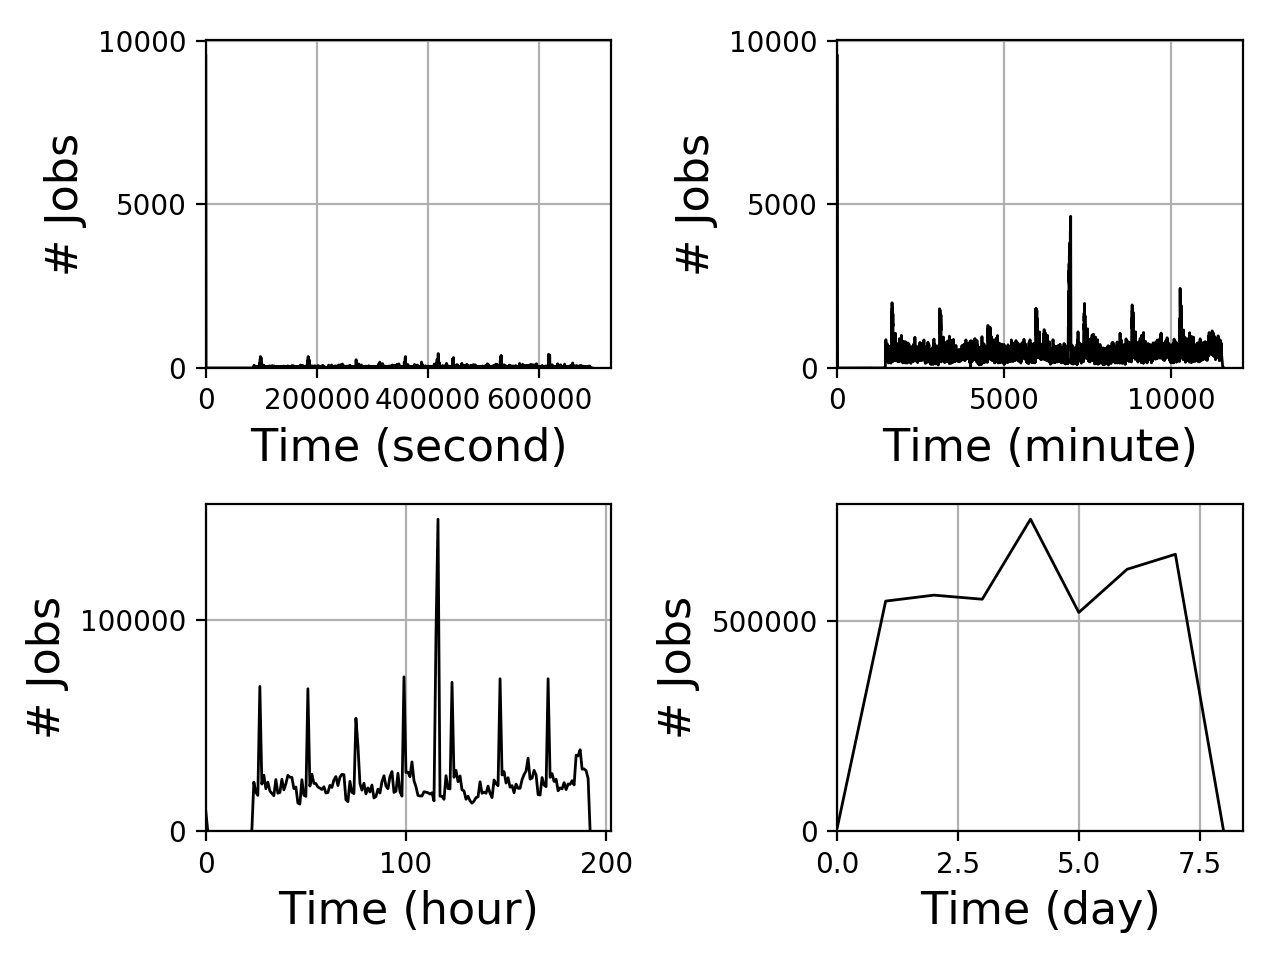 10000
5000
0
# Jobs
0 200000 400000 600000
Time (second)
10000
5000
0
# Jobs
0 5000 10000
Time (minute)
100000
0
# Jobs
0 100 200
Time (hour)
500000
0
# Jobs
0.0 2.5 5.0 7.5
Time (day)